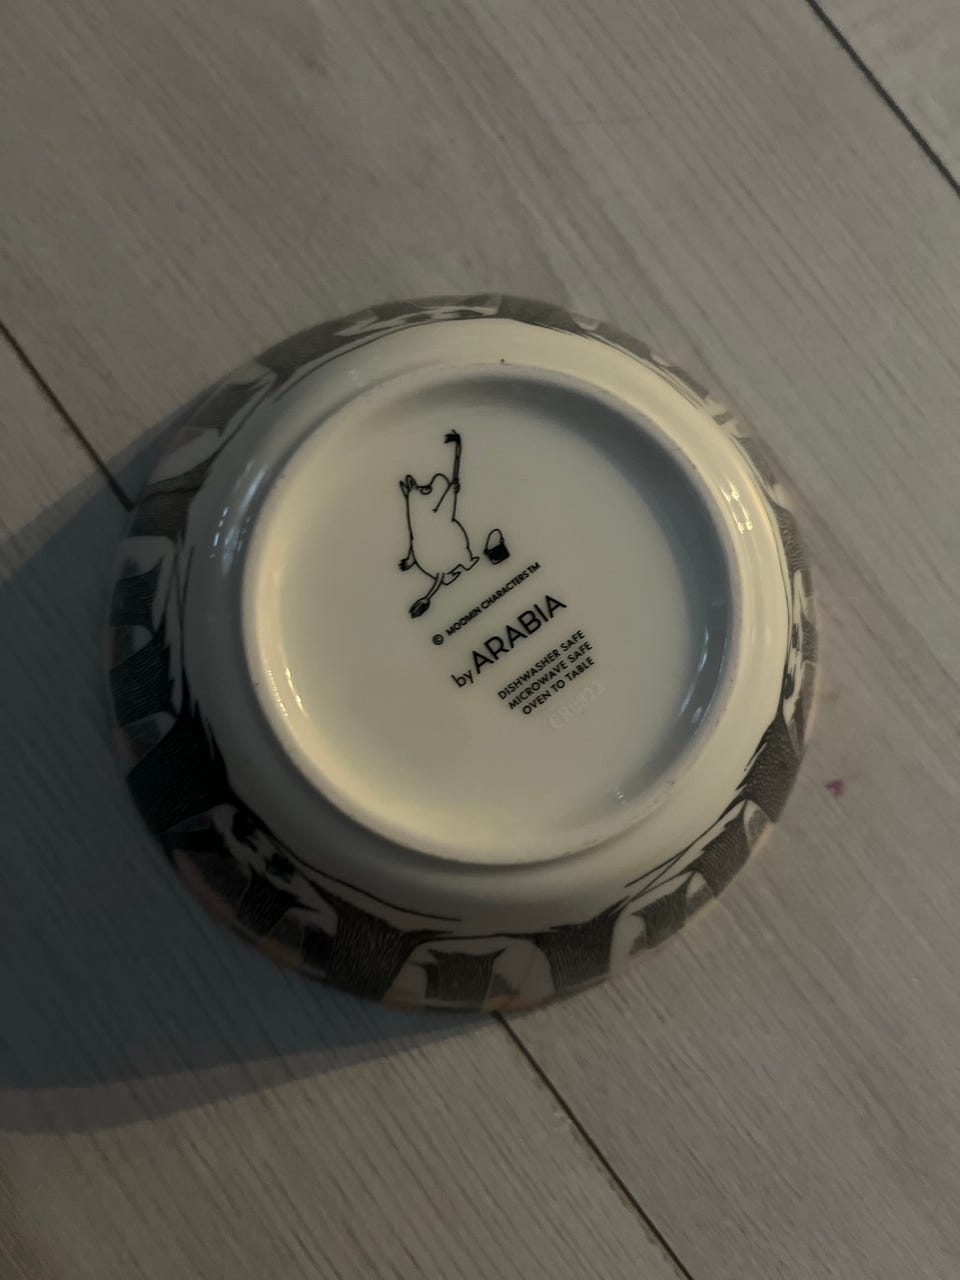 © MOOMIN CHARACTERS™
by ARABIA
DISHWASHER SAFE
MICROWAVE SAFE
OVEN TO TABLE